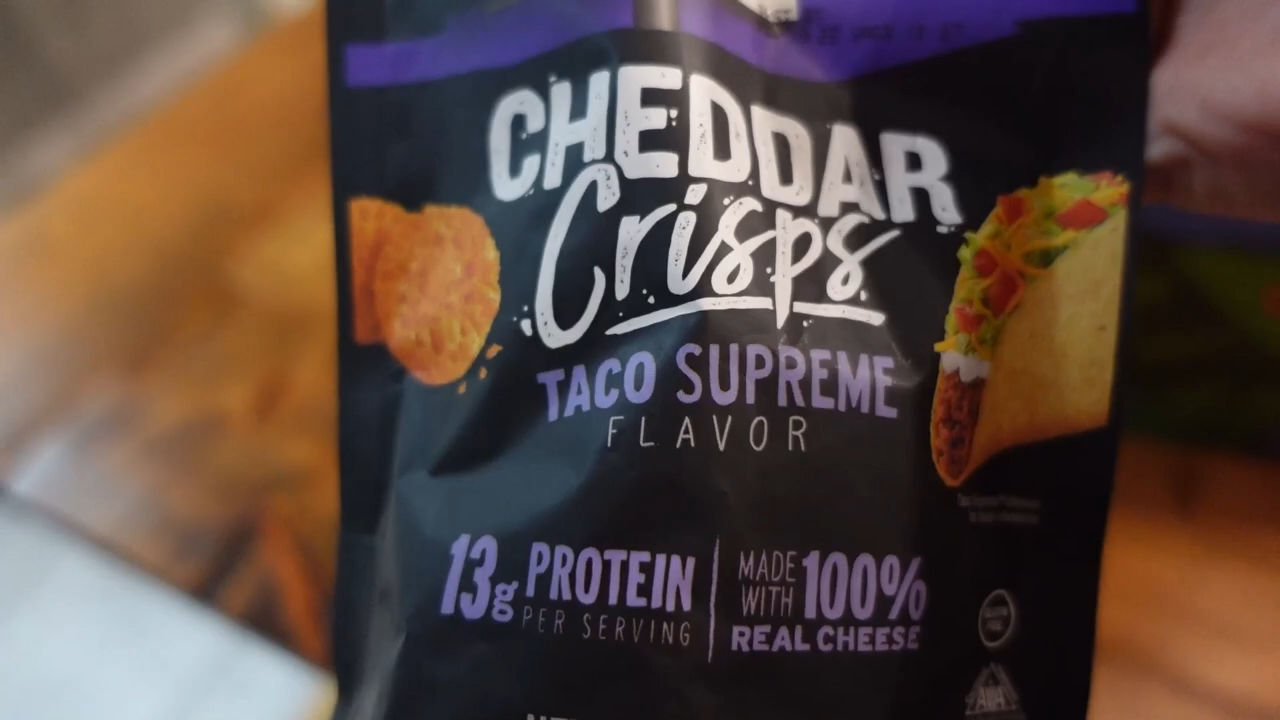 CHEDDAR
Crisps
TACO SUPREME
FLAVOR
13g PROTEIN
PER SERVING
MADE
WITH 100%
REAL CHEESE